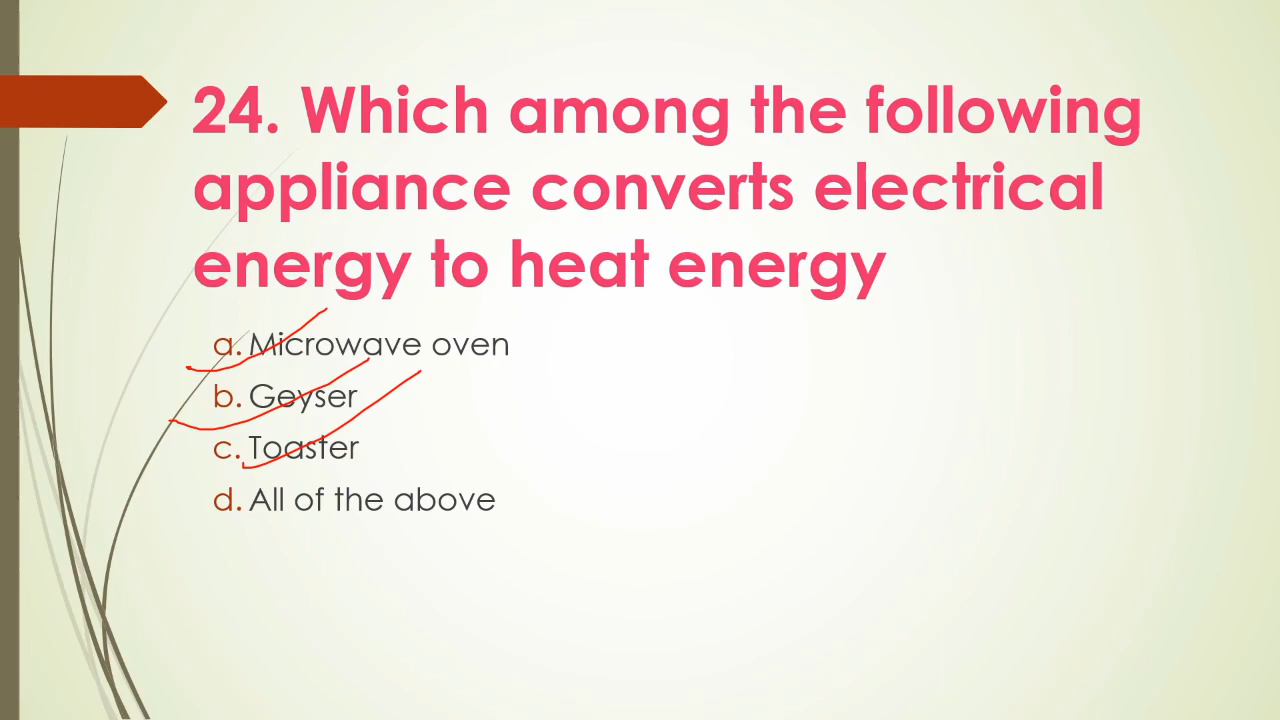 24. Which among the following
appliance converts electrical
energy to heat energy
a. Microwave oven
b. Geyser
c. Toaster
d. All of the above